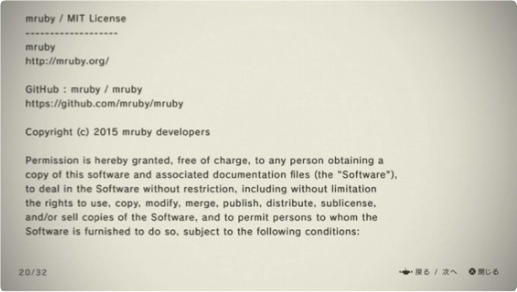 mruby / MIT License
-------------------
mruby
http://mruby.org/
GitHub : mruby / mruby
https://github.com/mruby/mruby
Copyright (c) 2015 mruby developers
Permission is hereby granted, free of charge, to any person obtaining a
copy of this software and associated documentation files (the "Software"),
to deal in the Software without restriction, including without limitation
the rights to use, copy, modify, merge, publish, distribute, sublicense,
and/or sell copies of the Software, and to permit persons to whom the
Software is furnished to do so, subject to the following conditions:
20/32
戻る / 次へ ⊗閉じる